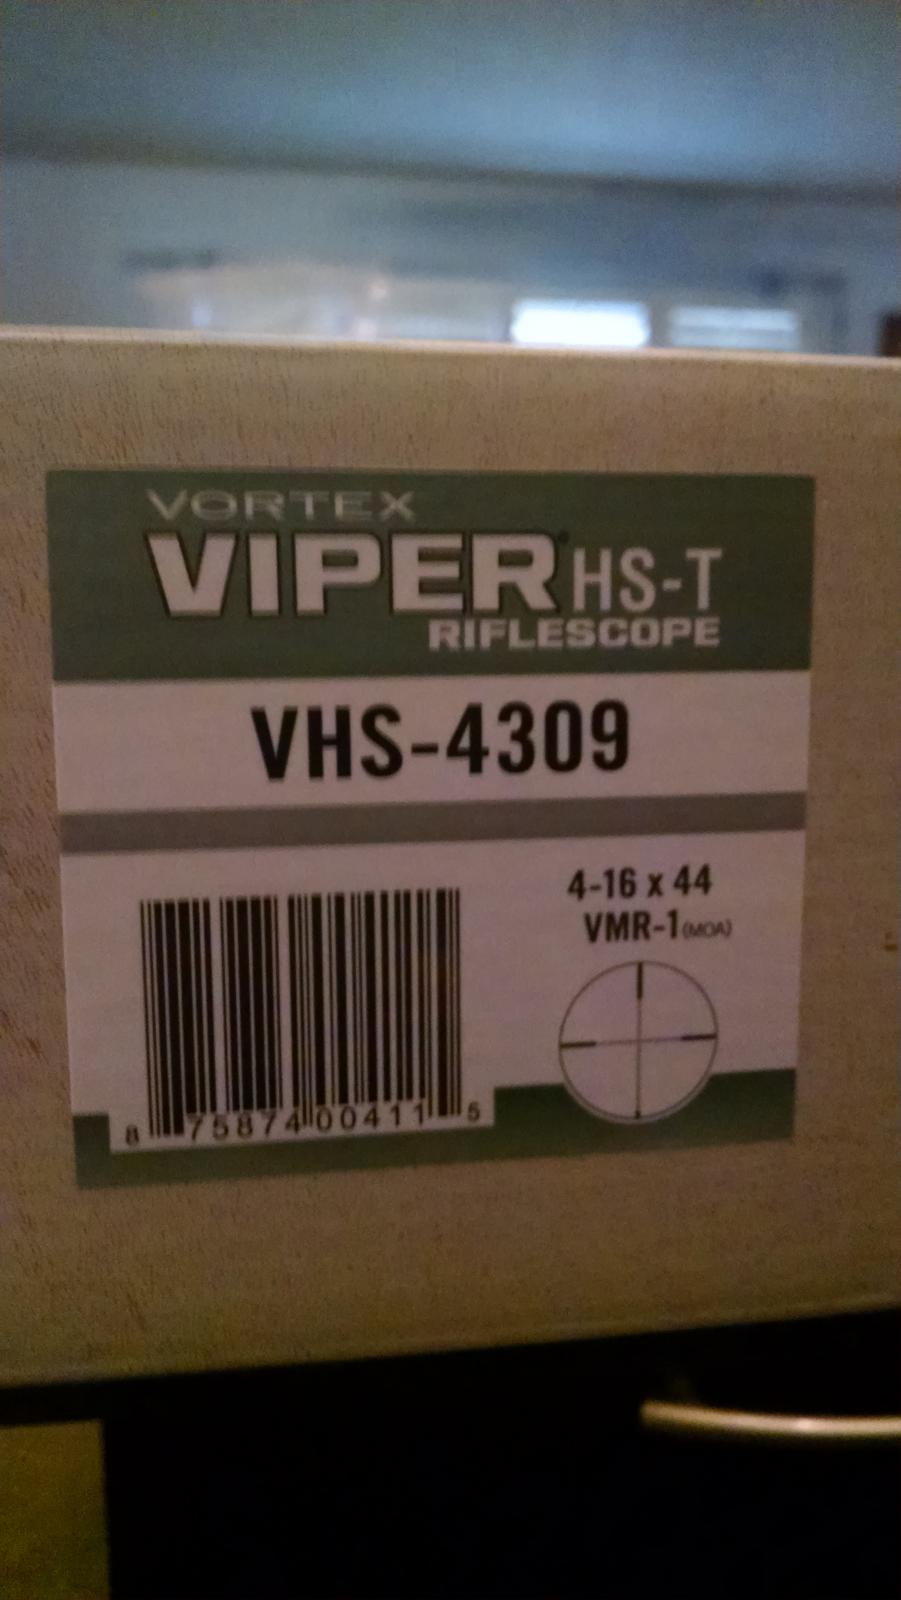 VORTEX
VIPER® HS-T
RIFLESCOPE
VHS-4309
4-16 x 44
VMR-1(MOA)
8 75874 00411 5